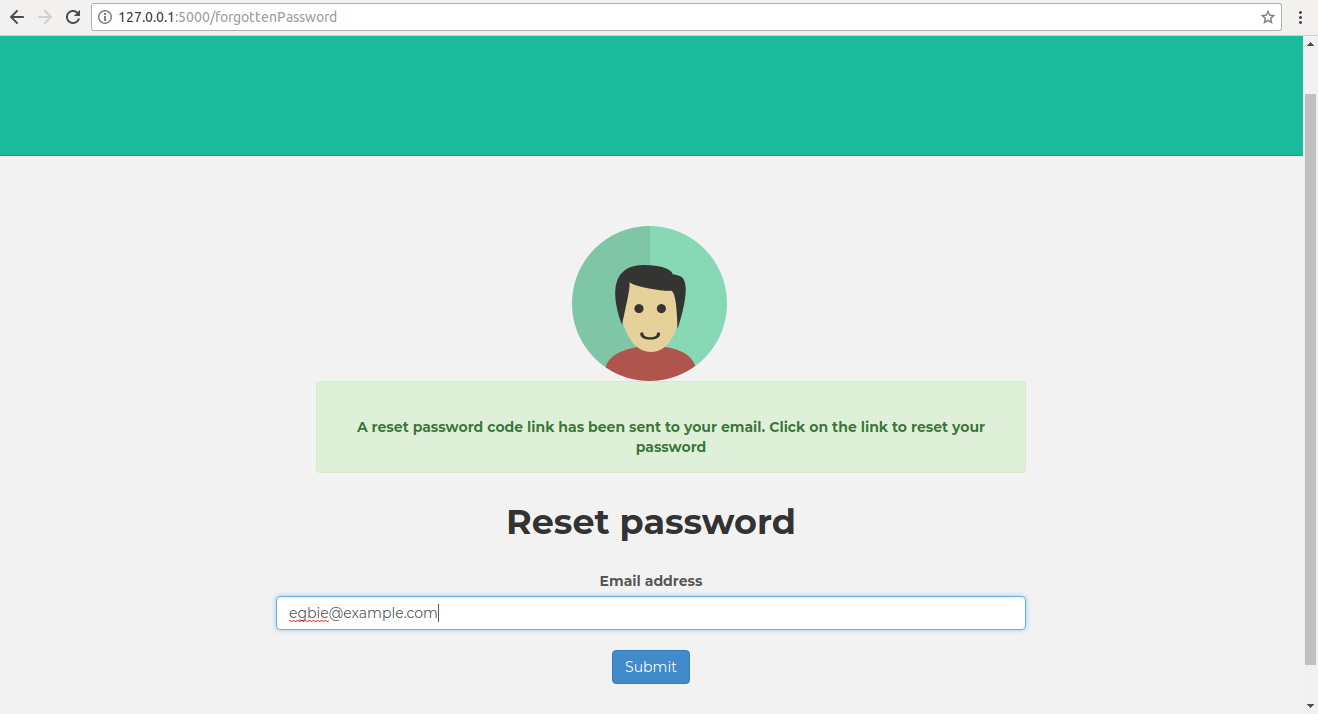 127.0.0.1:5000/forgottenPassword
A reset password code link has been sent to your email. Click on the link to reset your
password
Reset password
Email address
egbie@example.com
Submit